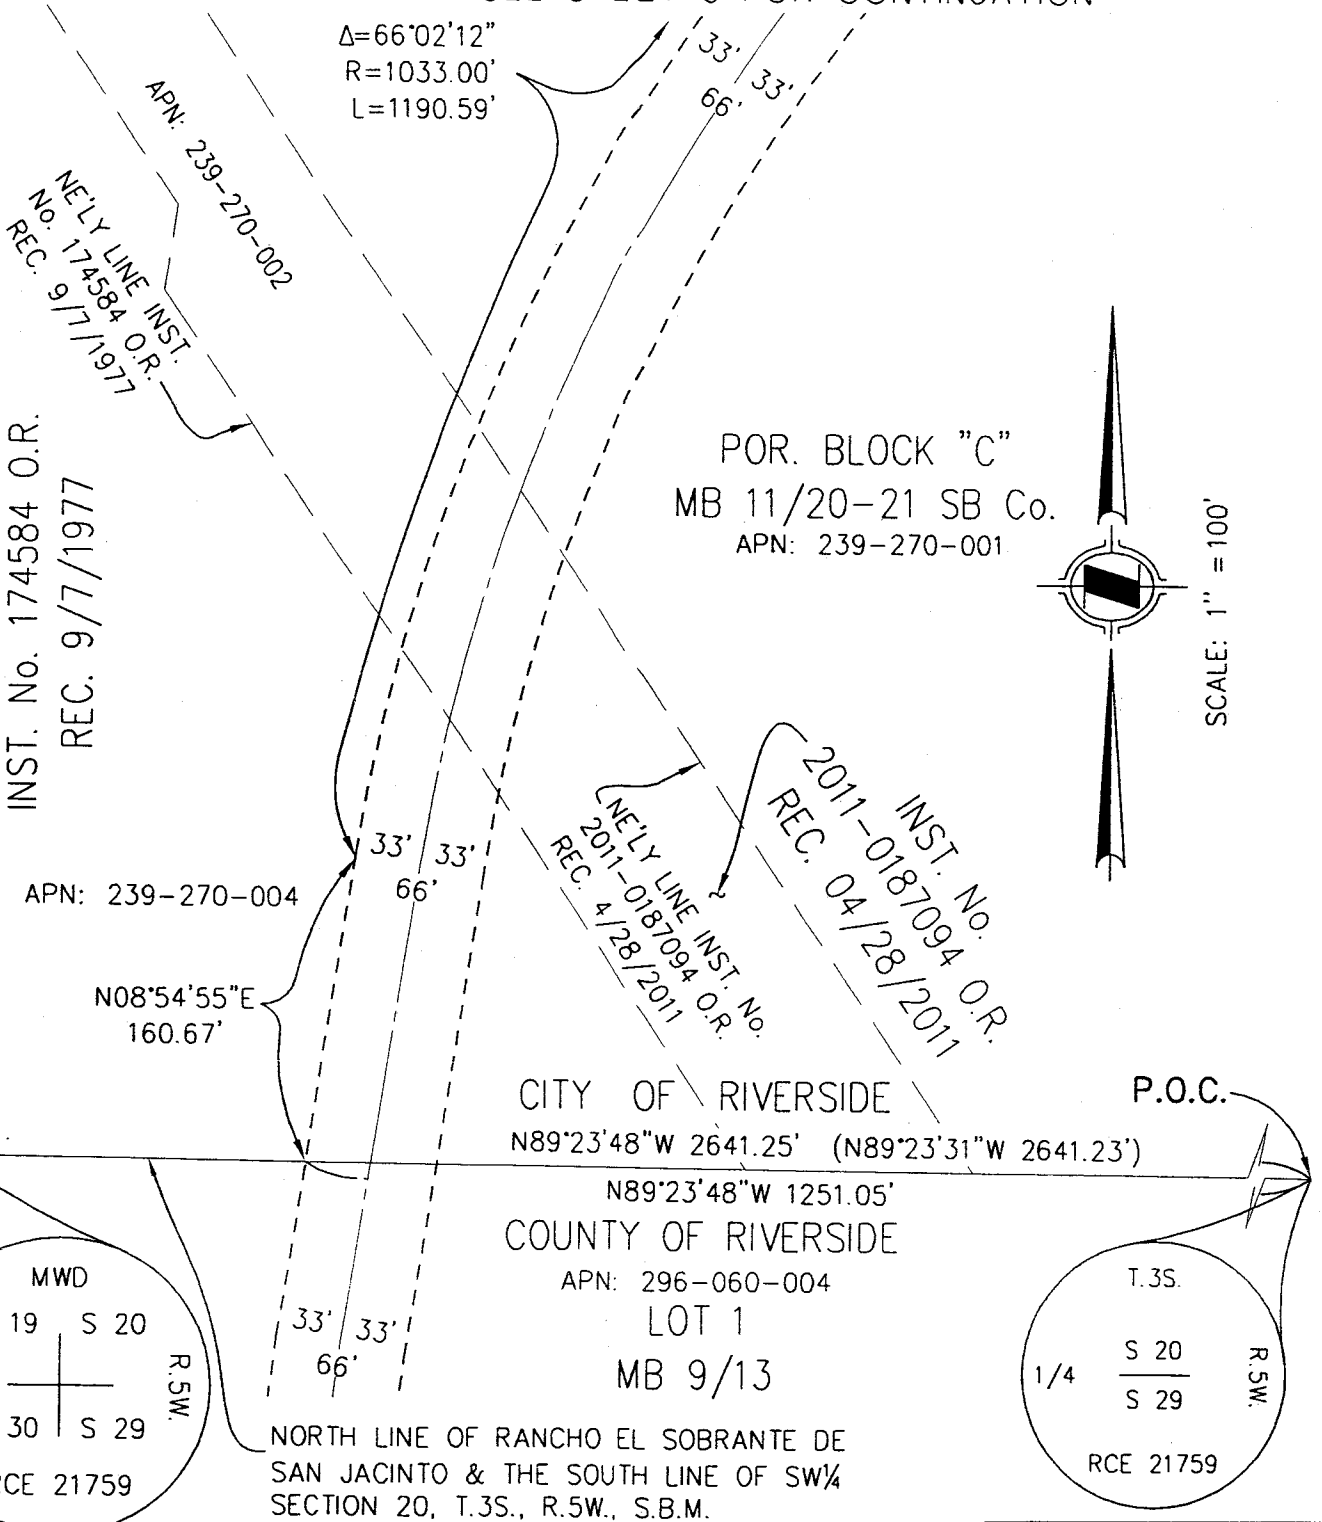 FOR CONTINUATION
Δ=66°02'12"
R=1033.00'
L=1190.59'
33'
33'
66'
APN: 239-270-002
NE'LY LINE INST.
No. 174584 O.R.
REC. 9/7/1977
INST. No. 174584 O.R.
REC. 9/7/1977
POR. BLOCK "C"
MB 11/20-21 SB Co.
APN: 239-270-001
SCALE: 1" = 100'
INST. No.
2011-0187094 O.R.
REC. 04/28/2011
NE'LY LINE INST. No.
2011-0187094 O.R.
REC. 4/28/2011
33' 33'
66'
APN: 239-270-004
N08°54'55"E
160.67'
CITY OF RIVERSIDE
P.O.C.
N89°23'48"W 2641.25' (N89°23'31"W 2641.23')
N89°23'48"W 1251.05'
COUNTY OF RIVERSIDE
APN: 296-060-004
LOT 1
MB 9/13
33' 33'
66'
MWD
19 S 20
30 S 29
R.5W.
CE 21759
T.3S.
1/4
S 20
S 29
R.5W.
RCE 21759
NORTH LINE OF RANCHO EL SOBRANTE DE
SAN JACINTO & THE SOUTH LINE OF SW¼
SECTION 20, T.3S., R.5W., S.B.M.